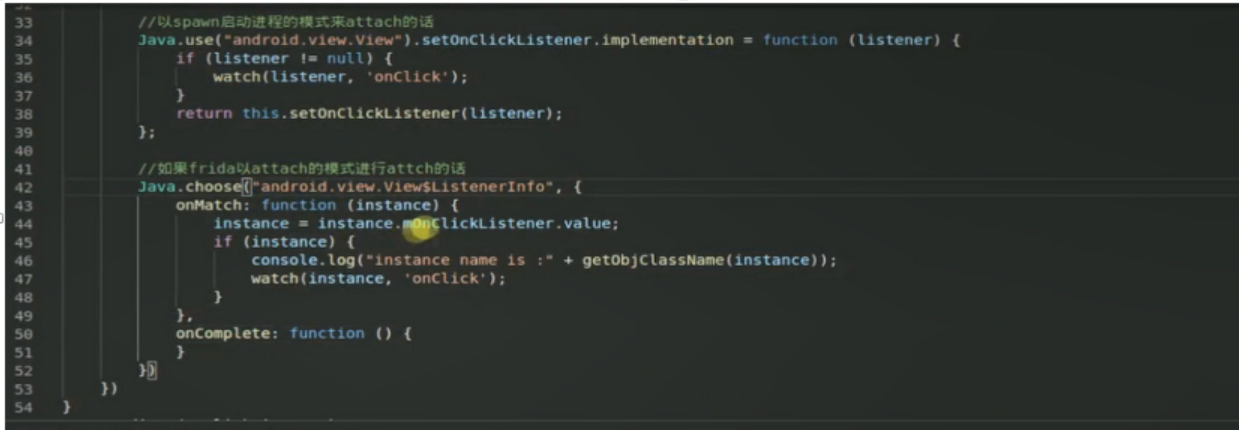 33 //以spawn启动进程的模式来attach的话
34 Java.use("android.view.View").setOnClickListener.implementation = function (listener) {
35 if (listener != null) {
36 watch(listener, 'onClick');
37 }
38 return this.setOnClickListener(listener);
39 };
40
41 //如果frida以attach的模式进行attch的话
42 Java.choose("android.view.View$ListenerInfo", {
43 onMatch: function (instance) {
44 instance = instance.mOnClickListener.value;
45 if (instance) {
46 console.log("instance name is :" + getObjClassName(instance));
47 watch(instance, 'onClick');
48 }
49 },
50 onComplete: function () {
51 }
52 })
53 })
54 }